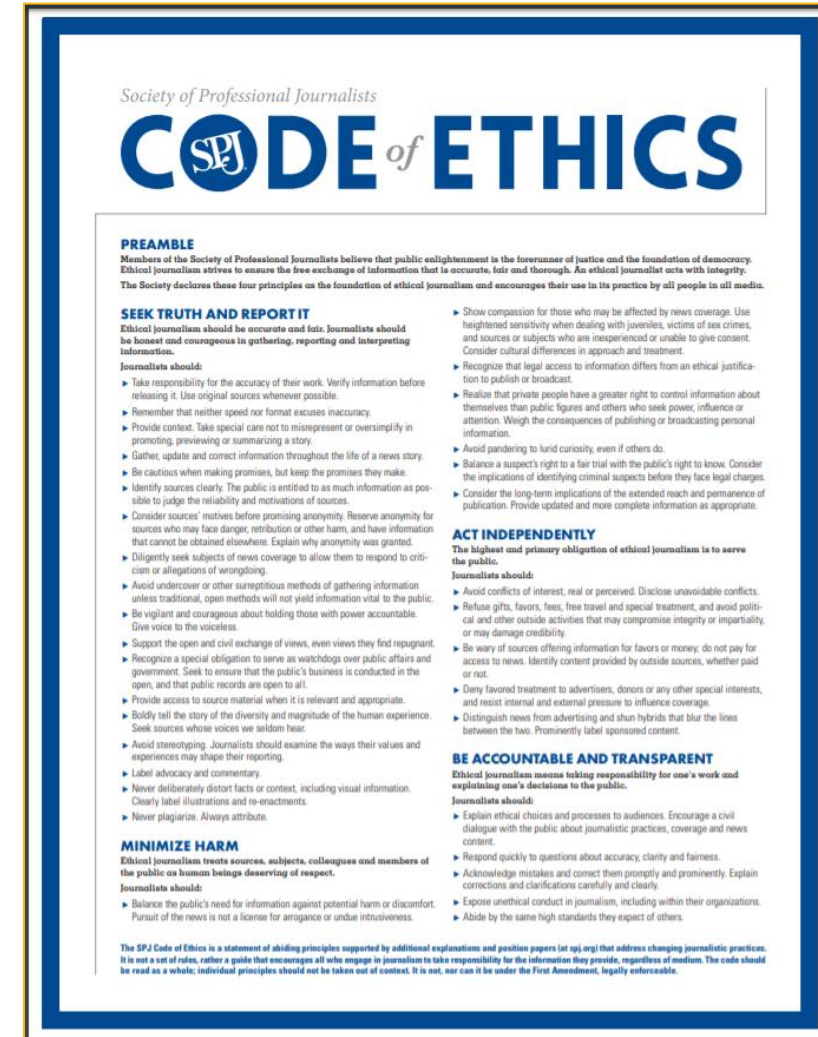 Society of Professional Journalists
CODE of ETHICS
SPJ
PREAMBLE
Members of the Society of Professional Journalists believe that public enlightenment is the forerunner of justice and the foundation of democracy.
Ethical journalism strives to ensure the free exchange of information that is accurate, fair and thorough. An ethical journalist acts with integrity.
The Society declares these four principles as the foundation of ethical journalism and encourages their use in its practice by all people in all media.
SEEK TRUTH AND REPORT IT
Ethical journalism should be accurate and fair. Journalists should
be honest and courageous in gathering, reporting and interpreting
information.
Journalists should:
▶ Take responsibility for the accuracy of their work. Verify information before
releasing it. Use original sources whenever possible.
▶ Remember that neither speed nor format excuses inaccuracy.
▶ Provide context. Take special care not to misrepresent or oversimplify in
promoting, previewing or summarizing a story.
▶ Gather, update and correct information throughout the life of a news story.
▶ Be cautious when making promises, but keep the promises they make.
▶ Identify sources clearly. The public is entitled to as much information as pos-
sible to judge the reliability and motivations of sources.
▶ Consider sources' motives before promising anonymity. Reserve anonymity for
sources who may face danger, retribution or other harm, and have information
that cannot be obtained elsewhere. Explain why anonymity was granted.
▶ Diligently seek subjects of news coverage to allow them to respond to criti-
cism or allegations of wrongdoing.
▶ Avoid undercover or other surreptitious methods of gathering information
unless traditional, open methods will not yield information vital to the public.
▶ Be vigilant and courageous about holding those with power accountable.
Give voice to the voiceless.
▶ Support the open and civil exchange of views, even views they find repugnant.
▶ Recognize a special obligation to serve as watchdogs over public affairs and
government. Seek to ensure that the public's business is conducted in the
open, and that public records are open to all.
▶ Provide access to source material when it is relevant and appropriate.
▶ Boldly tell the story of the diversity and magnitude of the human experience.
Seek sources whose voices we seldom hear.
▶ Avoid stereotyping. Journalists should examine the ways their values and
experiences may shape their reporting.
▶ Label advocacy and commentary.
▶ Never deliberately distort facts or context, including visual information.
Clearly label illustrations and re-enactments.
▶ Never plagiarize. Always attribute.
MINIMIZE HARM
Ethical journalism treats sources, subjects, colleagues and members of
the public as human beings deserving of respect.
Journalists should:
▶ Balance the public's need for information against potential harm or discomfort.
Pursuit of the news is not a license for arrogance or undue intrusiveness.
▶ Show compassion for those who may be affected by news coverage. Use
heightened sensitivity when dealing with juveniles, victims of sex crimes,
and sources or subjects who are inexperienced or unable to give consent.
Consider cultural differences in approach and treatment.
▶ Recognize that legal access to information differs from an ethical justifica-
tion to publish or broadcast.
▶ Realize that private people have a greater right to control information about
themselves than public figures and others who seek power, influence or
attention. Weigh the consequences of publishing or broadcasting personal
information.
▶ Avoid pandering to lurid curiosity, even if others do.
▶ Balance a suspect's right to a fair trial with the public's right to know. Consider
the implications of identifying criminal suspects before they face legal charges.
▶ Consider the long-term implications of the extended reach and permanence of
publication. Provide updated and more complete information as appropriate.
ACT INDEPENDENTLY
The highest and primary obligation of ethical journalism is to serve
the public.
Journalists should:
▶ Avoid conflicts of interest, real or perceived. Disclose unavoidable conflicts.
▶ Refuse gifts, favors, fees, free travel and special treatment, and avoid politi-
cal and other outside activities that may compromise integrity or impartiality,
or may damage credibility.
▶ Be wary of sources offering information for favors or money; do not pay for
access to news. Identify content provided by outside sources, whether paid
or not.
▶ Deny favored treatment to advertisers, donors or any other special interests,
and resist internal and external pressure to influence coverage.
▶ Distinguish news from advertising and shun hybrids that blur the lines
between the two. Prominently label sponsored content.
BE ACCOUNTABLE AND TRANSPARENT
Ethical journalism means taking responsibility for one's work and
explaining one's decisions to the public.
Journalists should:
▶ Explain ethical choices and processes to audiences. Encourage a civil
dialogue with the public about journalistic practices, coverage and news
content.
▶ Respond quickly to questions about accuracy, clarity and fairness.
▶ Acknowledge mistakes and correct them promptly and prominently. Explain
corrections and clarifications carefully and clearly.
▶ Expose unethical conduct in journalism, including within their organizations.
▶ Abide by the same high standards they expect of others.
The SPJ Code of Ethics is a statement of abiding principles supported by additional explanations and position papers (at spj.org) that address changing journalistic practices.
It is not a set of rules, rather a guide that encourages all who engage in journalism to take responsibility for the information they provide, regardless of medium. The code should
be read as a whole; individual principles should not be taken out of context. It is not, nor can it be under the First Amendment, legally enforceable.